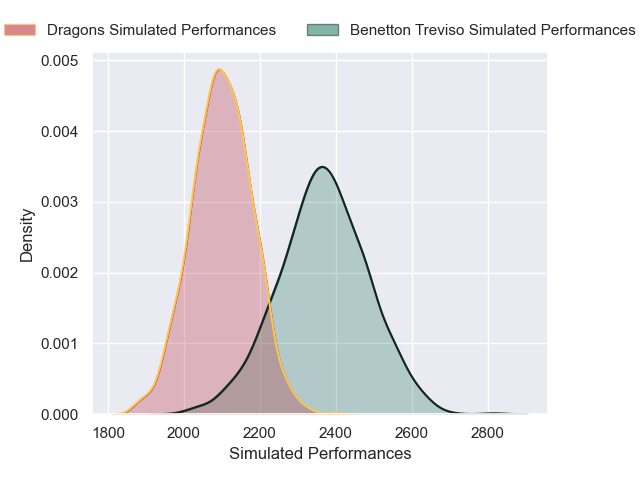 Dragons Simulated Performances
Benetton Treviso Simulated Performances
0.005
0.004
0.003
0.002
0.001
0.000
Density
1800 2000 2200 2400 2600 2800
Simulated Performances